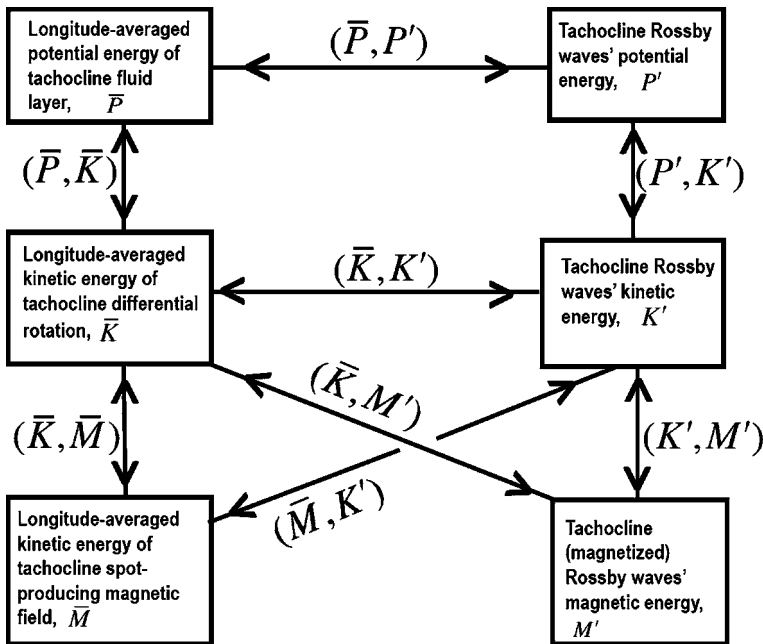 Longitude-averaged
potential energy of
tachocline fluid
layer, P̅
(P̅, P′)
Tachocline Rossby
waves' potential
energy, P′
(P̅, K̅)
(P′, K′)
Longitude-averaged
kinetic energy of
tachocline differential
rotation, K̅
(K̅, K′)
Tachocline Rossby
waves' kinetic
energy, K′
(K̅, M̅)
(K̅, M′)
(M̅, K′)
(K′, M′)
Longitude-averaged
kinetic energy of
tachocline spot-
producing magnetic
field, M̅
Tachocline
(magnetized)
Rossby waves'
magnetic energy,
M′